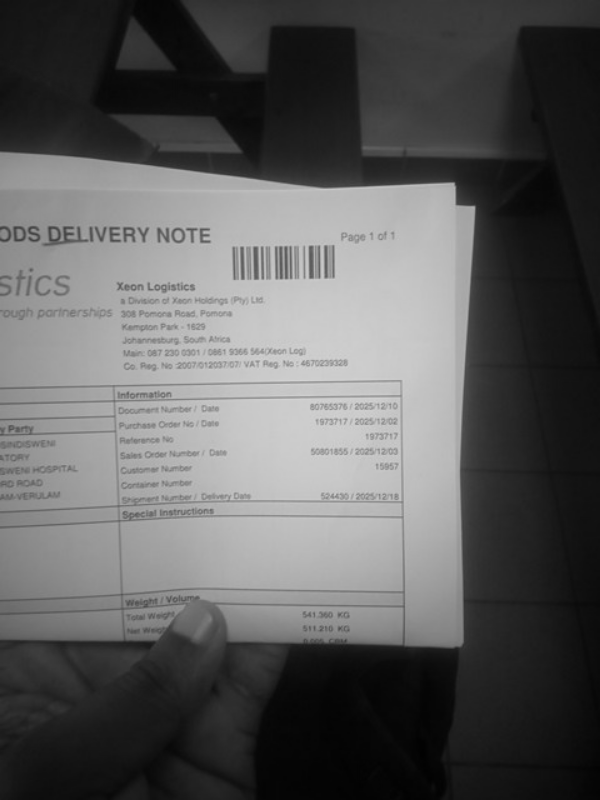 ODS DELIVERY NOTE
Page 1 of 1
stics
rough partnerships
Xeon Logistics
a Division of Xeon Holdings (Pty) Ltd.
308 Pomona Road, Pomona
Kempton Park - 1629
Johannesburg, South Africa
Main: 087 230 0301 / 0861 9366 564(Xeon Log)
Co. Reg. No :2007/012037/07/ VAT Reg. No : 4670239328
y Party
SINDISWENI
ATORY
SWENI HOSPITAL
RD ROAD
AM-VERULAM
Information
Document Number / Date 80765376 / 2025/12/10
Purchase Order No / Date 1973717 / 2025/12/02
Reference No 1973717
Sales Order Number / Date 50801855 / 2025/12/03
Customer Number 15957
Container Number
Shipment Number / Delivery Date 524430 / 2025/12/18
Special Instructions
Weight / Volume
Total Weight 541.360 KG
Net Weigh 511.210 KG
0.005 CBM